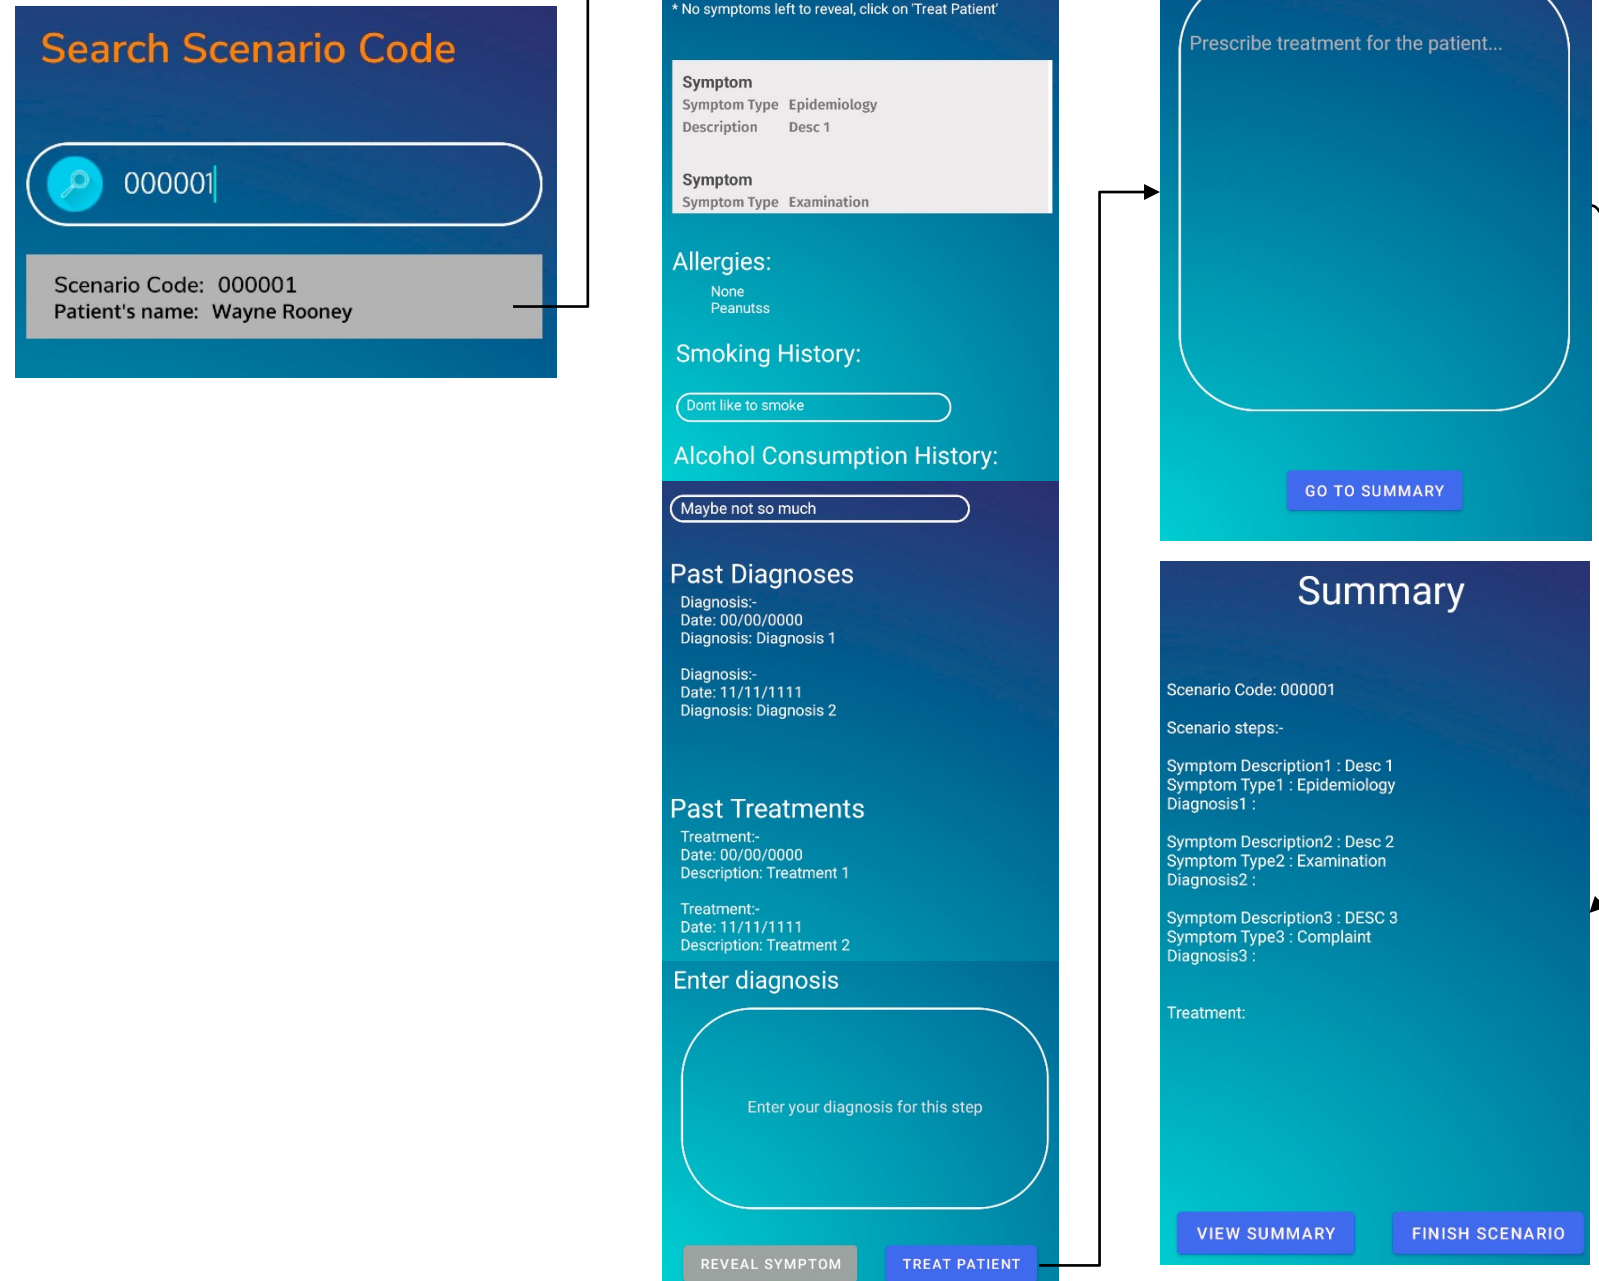 Search Scenario Code
000001
Scenario Code: 000001
Patient's name: Wayne Rooney
* No symptoms left to reveal, click on 'Treat Patient'
Symptom
Symptom Type Epidemiology
Description Desc 1
Symptom
Symptom Type Examination
Allergies:
None
Peanutss
Smoking History:
Dont like to smoke
Alcohol Consumption History:
Maybe not so much
Past Diagnoses
Diagnosis:-
Date: 00/00/0000
Diagnosis: Diagnosis 1
Diagnosis:-
Date: 11/11/1111
Diagnosis: Diagnosis 2
Past Treatments
Treatment:-
Date: 00/00/0000
Description: Treatment 1
Treatment:-
Date: 11/11/1111
Description: Treatment 2
Enter diagnosis
Enter your diagnosis for this step
REVEAL SYMPTOM TREAT PATIENT
Prescribe treatment for the patient...
GO TO SUMMARY
Summary
Scenario Code: 000001
Scenario steps:-
Symptom Description1 : Desc 1
Symptom Type1 : Epidemiology
Diagnosis1 :
Symptom Description2 : Desc 2
Symptom Type2 : Examination
Diagnosis2 :
Symptom Description3 : DESC 3
Symptom Type3 : Complaint
Diagnosis3 :
Treatment:
VIEW SUMMARY FINISH SCENARIO